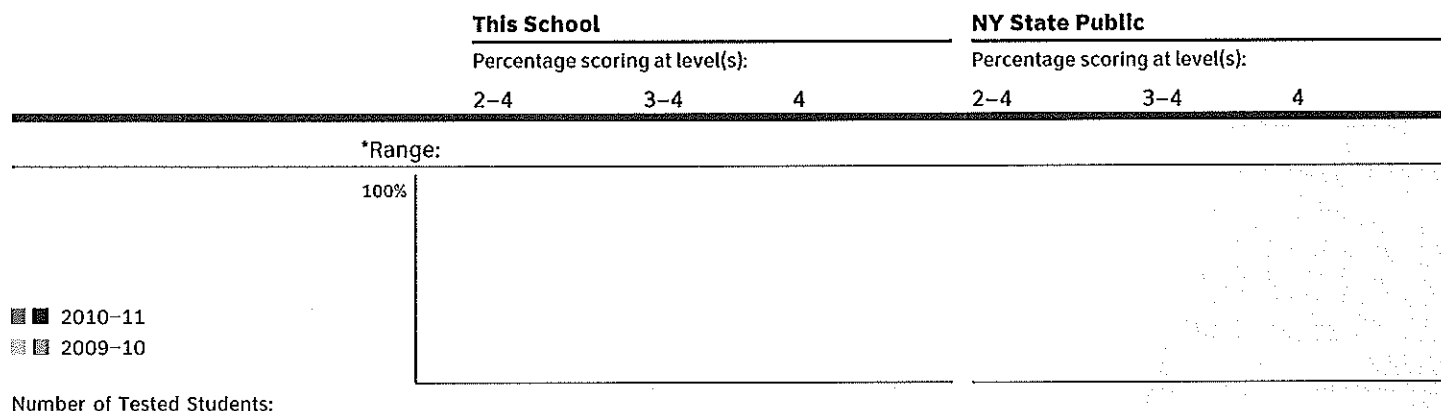 This School NY State Public
Percentage scoring at level(s): Percentage scoring at level(s):
2–4 3–4 4 2–4 3–4 4
*Range:
100%
2010–11
2009–10
Number of Tested Students: